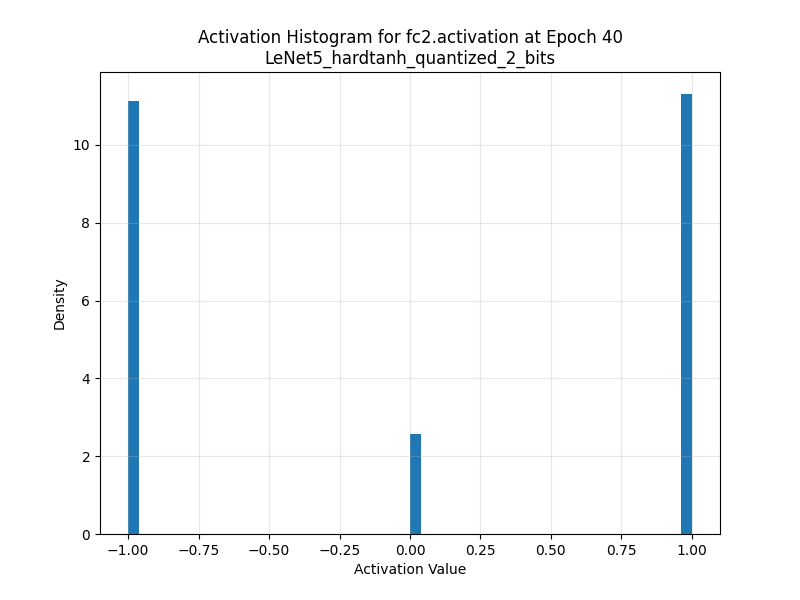 Activation Histogram for fc2.activation at Epoch 40
LeNet5_hardtanh_quantized_2_bits
10
8
6
4
2
0
Density
−1.00 −0.75 −0.50 −0.25 0.00 0.25 0.50 0.75 1.00
Activation Value